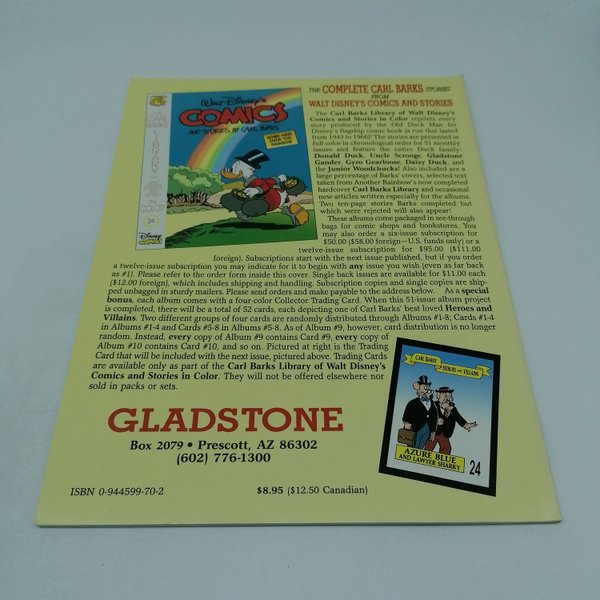 WALT DISNEY'S
COMICS
AND STORIES BY CARL BARKS
OVER THE
RAINBOW
CARL
BARKS
LIBRARY
IN
COLOR
24
DISNEY
COMICS
THE COMPLETE CARL BARKS STORIES
FROM
WALT DISNEY'S COMICS AND STORIES
The Carl Barks Library of Walt Disney's
Comics and Stories in Color reprints every
story produced by the Old Duck Man for
Disney's flagship comic book (a run that lasted
from 1943 to 1966)! The stories are presented in
full color in chronological order for 51 monthly
issues and feature the entire Duck family:
Donald Duck, Uncle Scrooge, Gladstone
Gander, Gyro Gearloose, Daisy Duck, and
the Junior Woodchucks! Also included are a
large percentage of Barks' covers, selected text
taken from Another Rainbow's now completed
hardcover Carl Barks Library and occasional
new articles written especially for the albums.
Two ten-page stories Barks completed but
which were rejected will also appear!
These albums come packaged in see-through
bags for comic shops and bookstores. You
may also order a six-issue subscription for
$50.00 ($58.00 foreign—U.S. funds only) or a
twelve-issue subscription for $95.00 ($111.00
foreign). Subscriptions start with the next issue published, but if you order
a twelve-issue subscription you may indicate for it to begin with any issue you wish (even as far back
as #1). Please refer to the order form inside this cover. Single back issues are available for $11.00 each
($12.00 foreign), which includes shipping and handling. Subscription copies and single copies are ship-
ped unbagged in sturdy mailers. Please send orders and make payable to the address below. As a special
bonus, each album comes with a four-color Collector Trading Card. When this 51-issue album project
is completed, there will be a total of 52 cards, each depicting one of Carl Barks' best loved Heroes and
Villains. Two different groups of four cards are randomly distributed through Albums #1-8; Cards #1-4
in Albums #1-4 and Cards #5-8 in Albums #5-8. As of Album #9, however, card distribution is no longer
random. Instead, every copy of Album #9 contains Card #9, every copy of
Album #10 contains Card #10, and so on. Pictured at right is the Trading
Card that will be included with the next issue, pictured above. Trading Cards
are available only as part of the Carl Barks Library of Walt Disney's
Comics and Stories in Color. They will not be offered elsewhere nor
sold in packs or sets.
CARL BARKS'
HEROES AND VILLAINS
AZURE BLUE
AND LAWYER SHARKY
24
GLADSTONE
Box 2079 • Prescott, AZ 86302
(602) 776-1300
ISBN 0-944599-70-2
$8.95 ($12.50 Canadian)